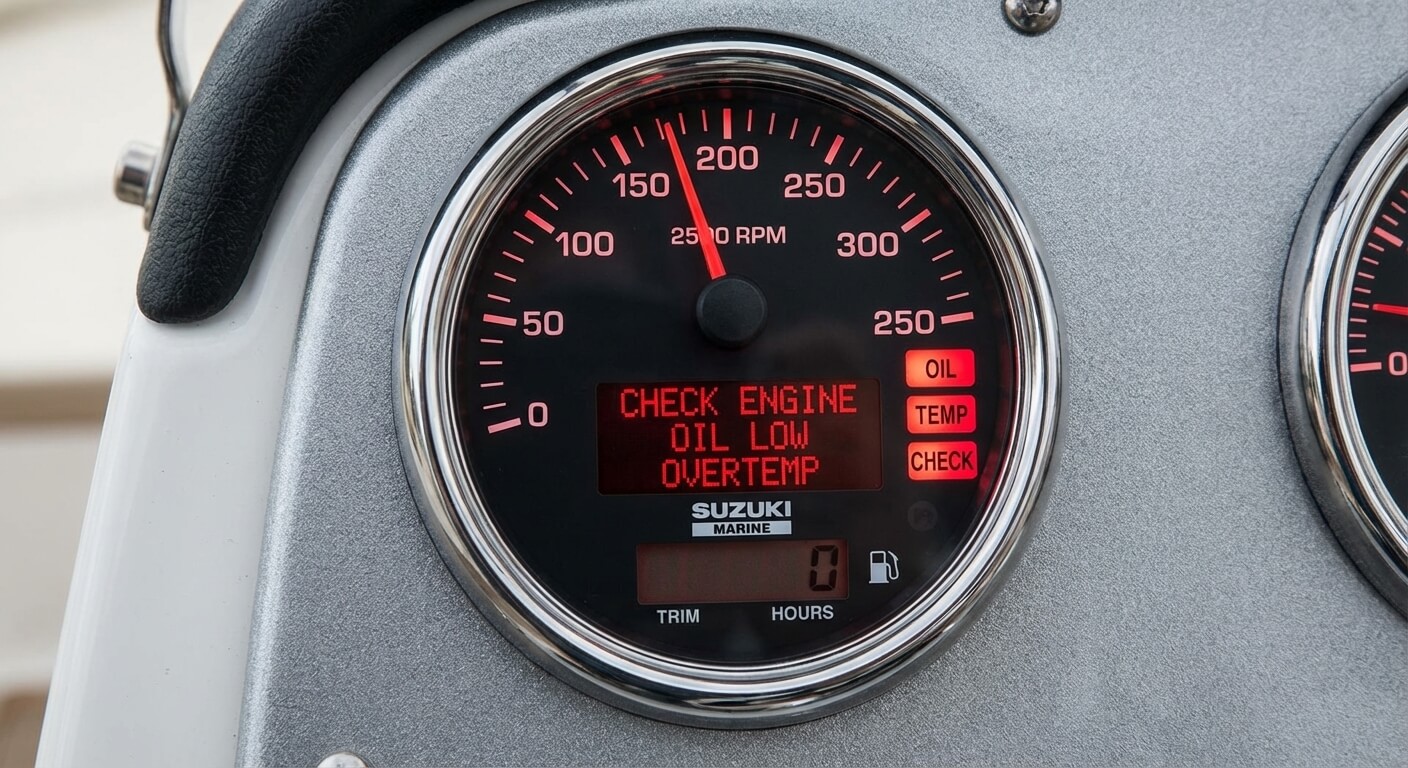 200
150
250
2500 RPM
100
300
50
250
0
OIL
TEMP
CHECK
CHECK ENGINE
OIL LOW
OVERTEMP
SUZUKI
MARINE
0
TRIM
HOURS
0